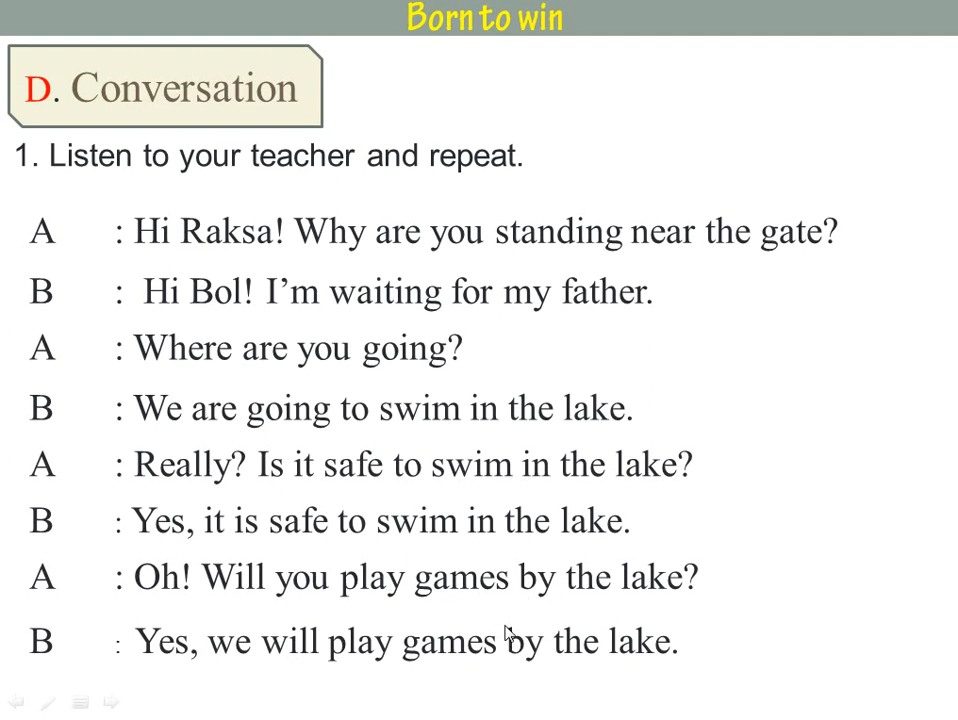 Born to win
D. Conversation
1. Listen to your teacher and repeat.
A : Hi Raksa! Why are you standing near the gate?
B : Hi Bol! I’m waiting for my father.
A : Where are you going?
B : We are going to swim in the lake.
A : Really? Is it safe to swim in the lake?
B : Yes, it is safe to swim in the lake.
A : Oh! Will you play games by the lake?
B : Yes, we will play games by the lake.